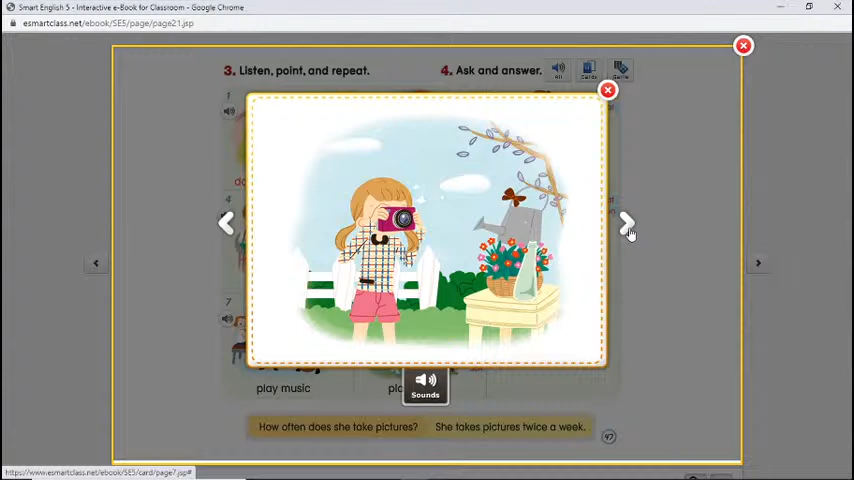 Smart English 5 - Interactive e-Book for Classroom - Google Chrome
esmartclass.net/ebook/SE5/page/page21.jsp
3. Listen, point, and repeat.
4. Ask and answer.
All
Cards
Game
1
4
7
play music
Sounds
How often does she take pictures? She takes pictures twice a week.
47
https://www.esmartclass.net/ebook/SE5/card/page7.jsp#